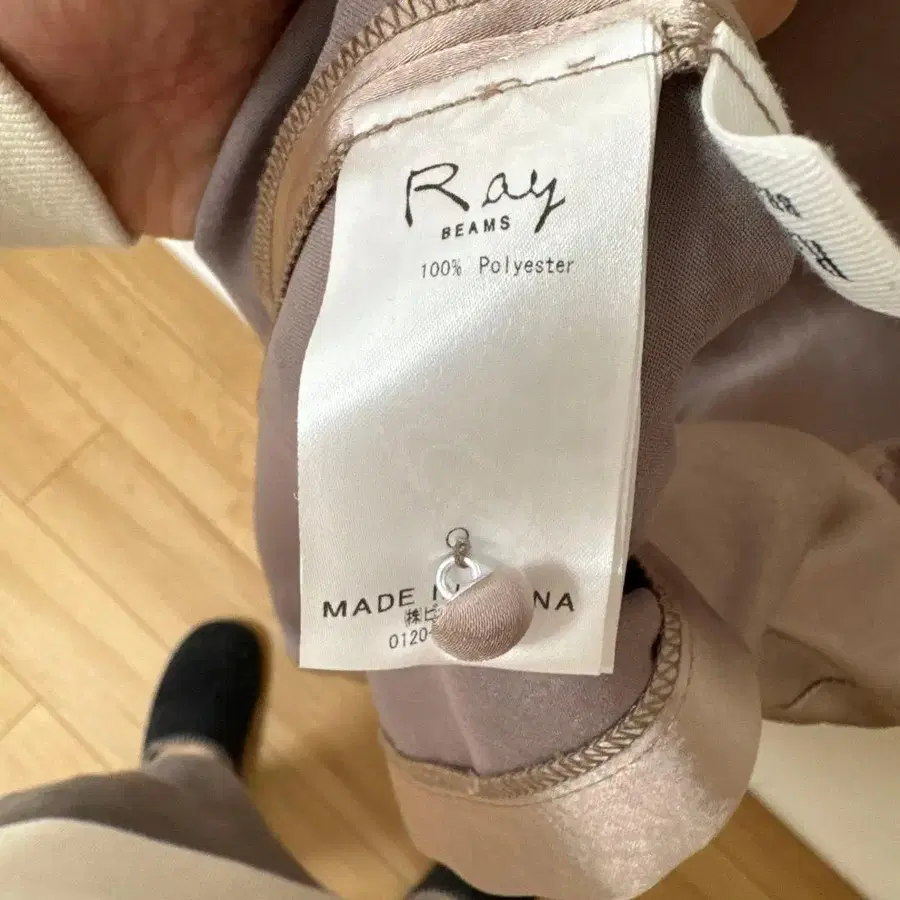 Ray
BEAMS
100% Polyester
MADE
NA
(株)ビ
0120-